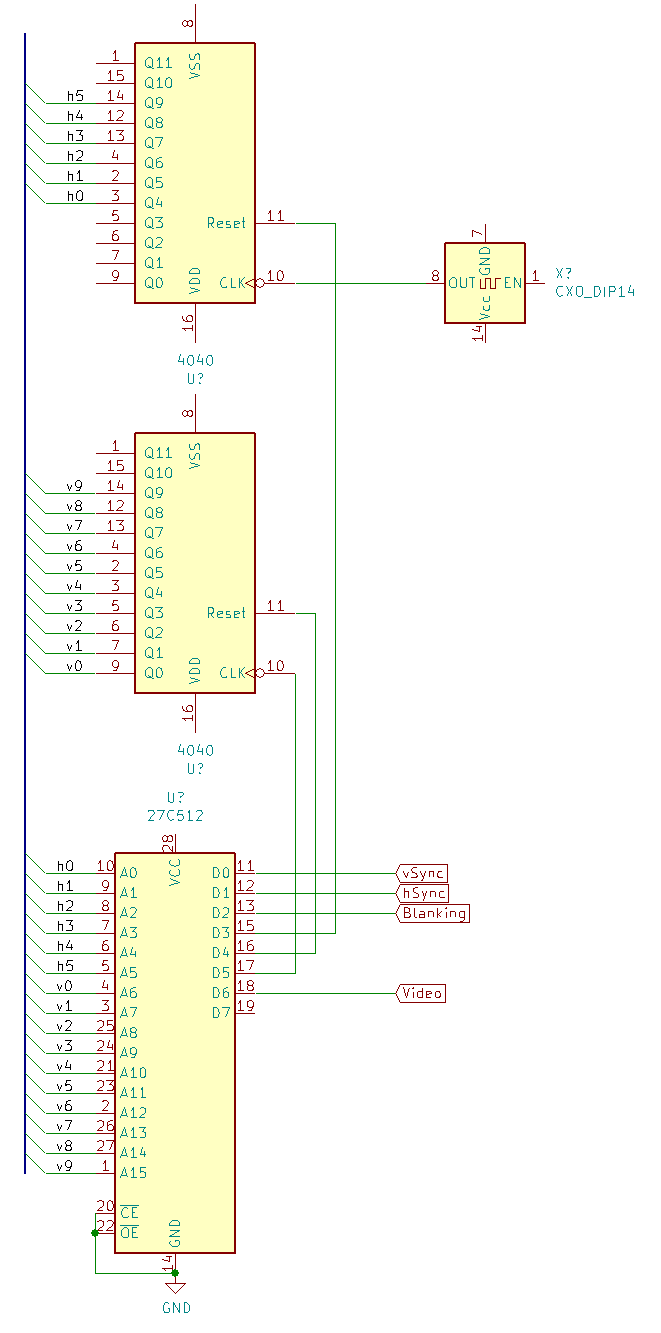 8
VSS
1 Q11
15 Q10
h5 14 Q9
h4 12 Q8
h3 13 Q7
h2 4 Q6
h1 2 Q5
h0 3 Q4
5 Q3 Reset 11
6 Q2
7 Q1
9 Q0 CLK 10
VDD
16
4040
U?
7
GND
8 OUT EN 1
Vcc
14
X?
CXO_DIP14
8
VSS
1 Q11
15 Q10
v9 14 Q9
v8 12 Q8
v7 13 Q7
v6 4 Q6
v5 2 Q5
v4 3 Q4
v3 5 Q3 Reset 11
v2 6 Q2
v1 7 Q1
v0 9 Q0 CLK 10
VDD
16
4040
U?
U?
27C512
28
VCC
h0 10 A0 D0 11 vSync
h1 9 A1 D1 12 hSync
h2 8 A2 D2 13 Blanking
h3 7 A3 D3 15
h4 6 A4 D4 16
h5 5 A5 D5 17
v0 4 A6 D6 18 Video
v1 3 A7 D7 19
v2 25 A8
v3 24 A9
v4 21 A10
v5 23 A11
v6 2 A12
v7 26 A13
v8 27 A14
v9 1 A15
20 CE
22 OE
GND
14
GND